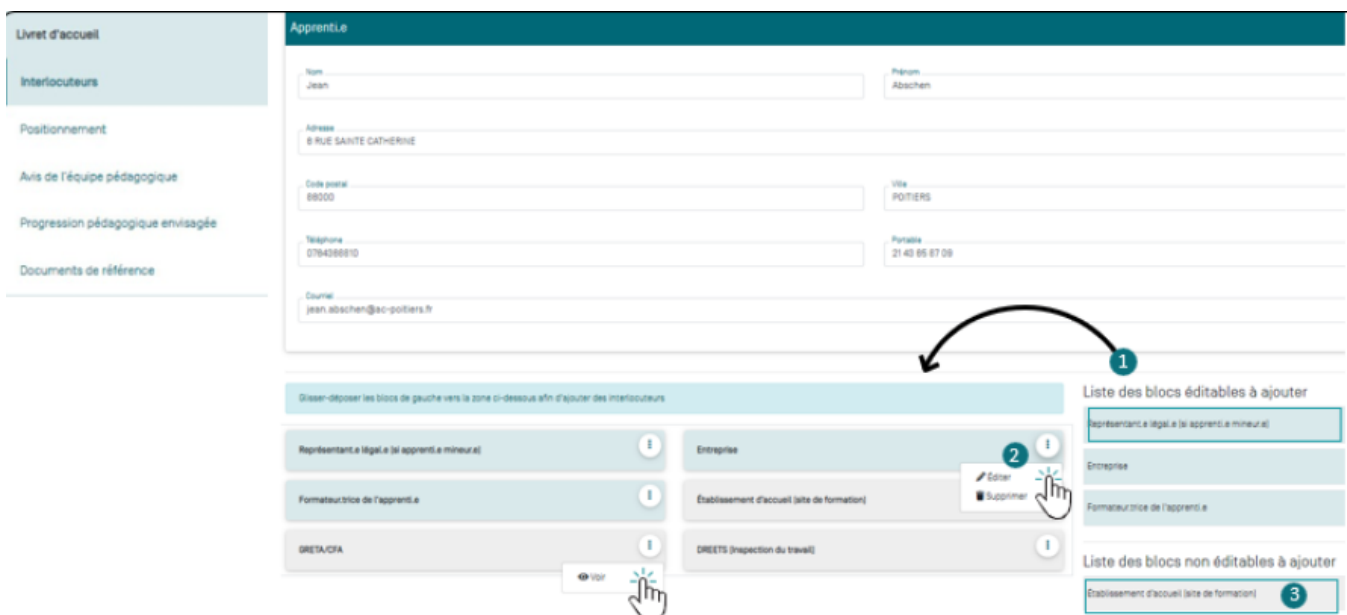 Livret d'accueil
Interlocuteurs
Positionnement
Avis de l'équipe pédagogique
Progression pédagogique envisagée
Documents de référence
Apprenti.e
Nom
Jean
Prénom
Abschen
Adresse
6 RUE SAINTE CATHERINE
Code postal
86000
Ville
POITIERS
Téléphone
0764086610
Portable
21 43 65 87 09
Courriel
jean.abschen@ac-poitiers.fr
1
Glisser-déposer les blocs de gauche vers la zone ci-dessous afin d'ajouter des interlocuteurs
Représentant.e légal.e (si apprenti.e mineur.e)
Entreprise
2
Éditer
Supprimer
Formateur.trice de l'apprenti.e
Établissement d'accueil (site de formation)
GRETA/CFA
Voir
DREETS (Inspection du travail)
Liste des blocs éditables à ajouter
Représentant.e légal.e (si apprenti.e mineur.e)
Entreprise
Formateur.trice de l'apprenti.e
Liste des blocs non éditables à ajouter
Établissement d'accueil (site de formation)
3